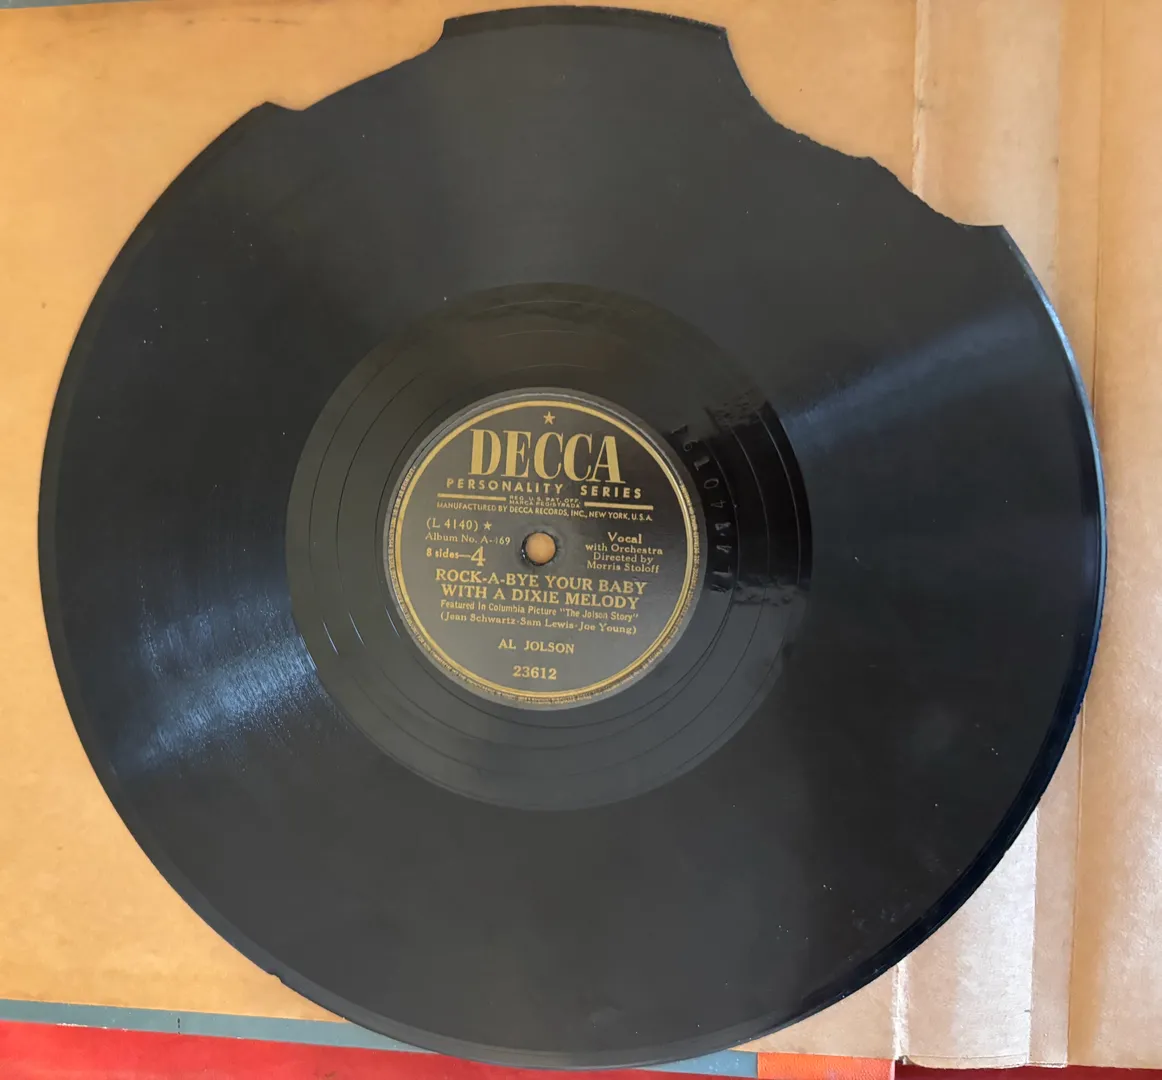 DECCA
PERSONALITY SERIES
REG. U.S. PAT. OFF.
MARCA REGISTRADA
MANUFACTURED BY DECCA RECORDS, INC., NEW YORK, U.S.A.
(L 4140) ★
Album No. A-469
8 sides—4
Vocal
with Orchestra
Directed by
Morris Stoloff
ROCK-A-BYE YOUR BABY
WITH A DIXIE MELODY
Featured in Columbia Picture "The Jolson Story"
(Jean Schwartz-Sam Lewis-Joe Young)
AL JOLSON
23612